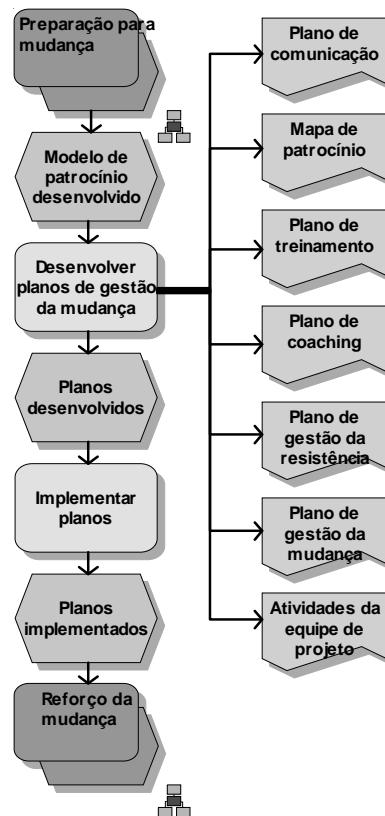 Preparação para
mudança
Modelo de
patrocínio
desenvolvido
Desenvolver
planos de gestão
da mudança
Planos
desenvolvidos
Implementar
planos
Planos
implementados
Reforço da
mudança
Plano de
comunicação
Mapa de
patrocínio
Plano de
treinamento
Plano de
coaching
Plano de
gestão da
resistência
Plano de
gestão da
mudança
Atividades da
equipe de
projeto